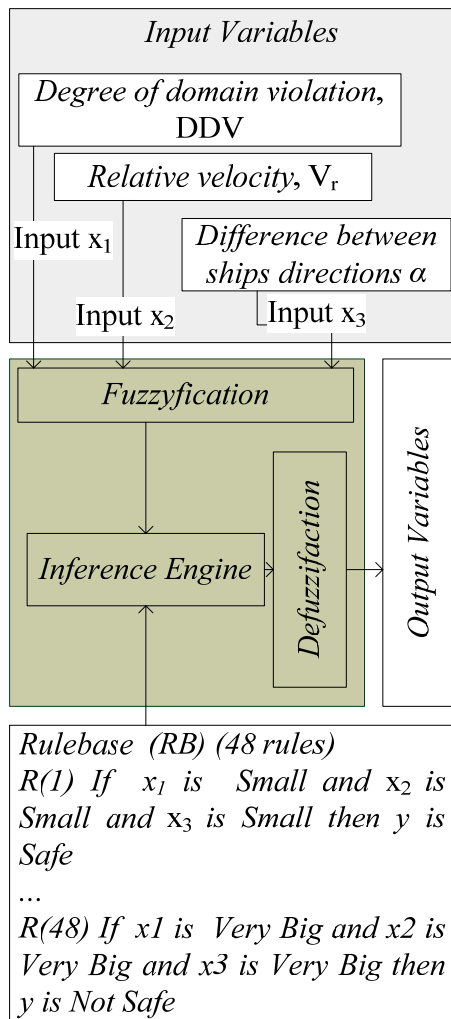 Input Variables
Degree of domain violation,
DDV
Relative velocity, Vr
Difference between
ships directions α
Input x1
Input x2
Input x3
Fuzzyfication
Inference Engine
Defuzzifaction
Output Variables
Rulebase (RB) (48 rules)
R(1) If x1 is Small and x2 is
Small and x3 is Small then y is
Safe
...
R(48) If x1 is Very Big and x2 is
Very Big and x3 is Very Big then
y is Not Safe